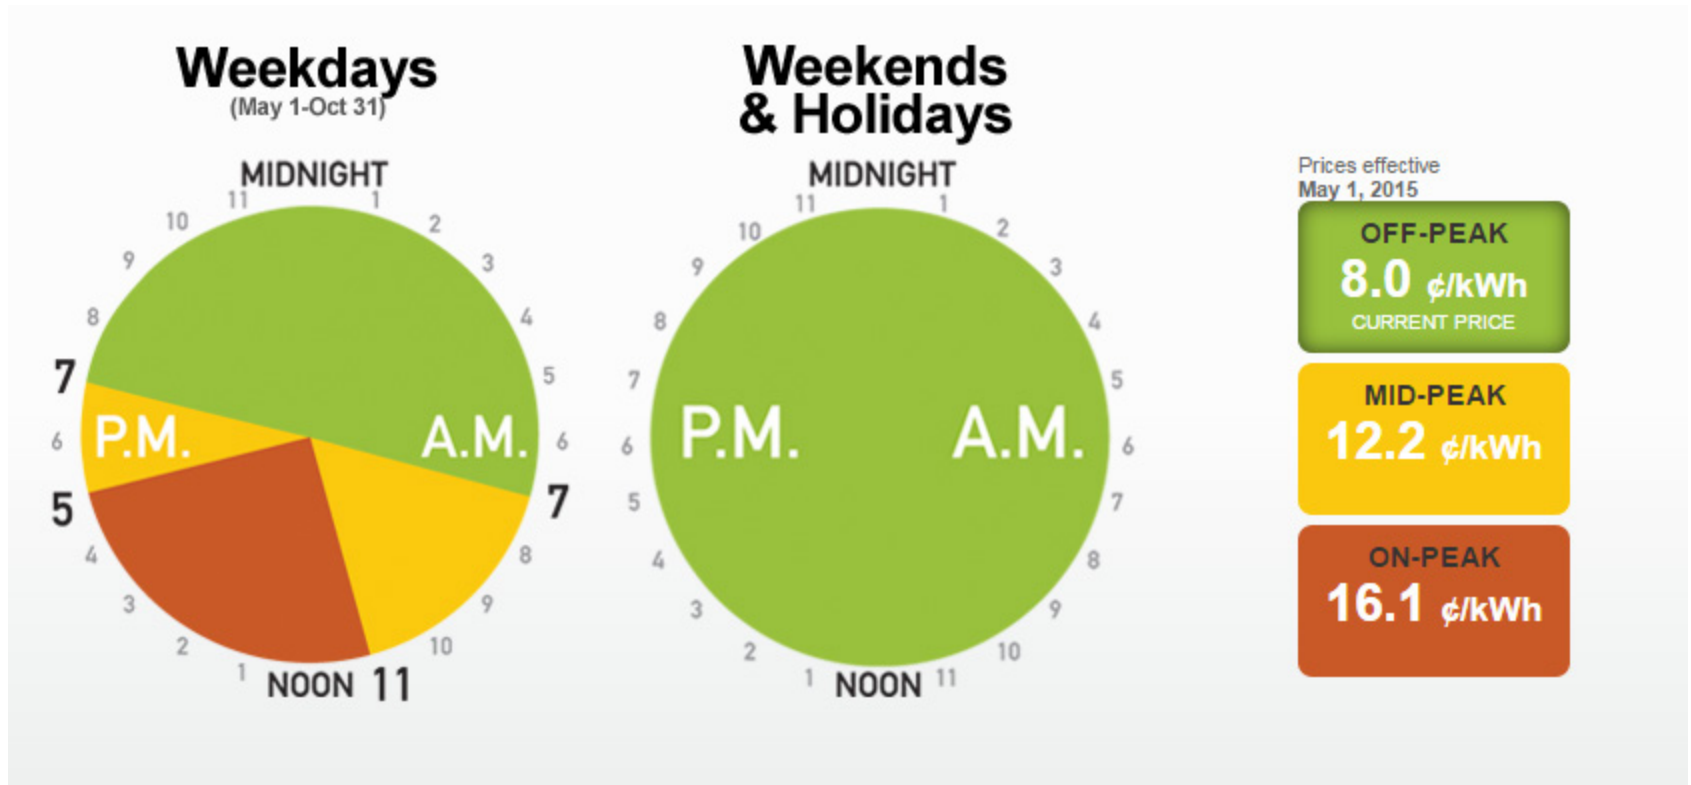 Weekdays
(May 1-Oct 31)
MIDNIGHT
11
1
10
2
9
3
8
4
7
5
P.M.
A.M.
6
6
5
7
4
8
3
9
2
10
1
NOON
11
Weekends
& Holidays
MIDNIGHT
11
1
10
2
9
3
8
4
7
5
P.M.
A.M.
6
6
5
7
4
8
3
9
2
10
1
NOON
11
Prices effective
May 1, 2015
OFF-PEAK
8.0 ¢/kWh
CURRENT PRICE
MID-PEAK
12.2 ¢/kWh
ON-PEAK
16.1 ¢/kWh